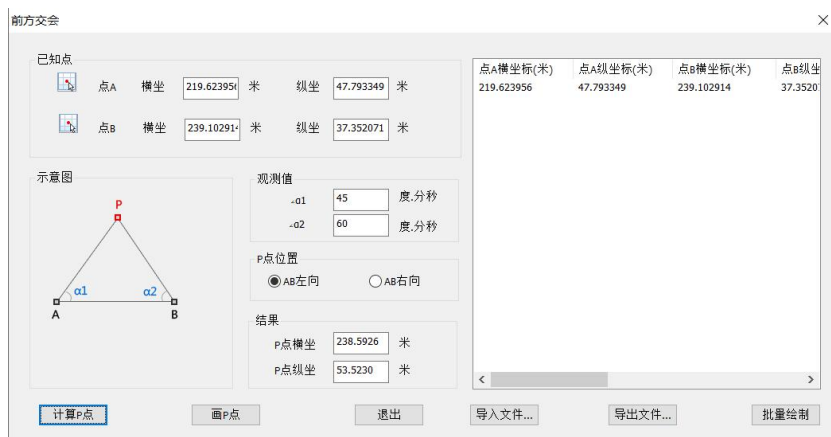 前方交会
已知点
点A 横坐 219.623956 米 纵坐 47.793349 米
点B 横坐 239.102914 米 纵坐 37.352071 米
示意图
P
α1 α2
A B
观测值
∠α1 45 度.分秒
∠α2 60 度.分秒
P点位置
AB左向 AB右向
结果
P点横坐 238.5926 米
P点纵坐 53.5230 米
点A横坐标(米) 点A纵坐标(米) 点B横坐标(米) 点B纵坐
219.623956 47.793349 239.102914 37.3520
计算P点 画P点 退出 导入文件... 导出文件... 批量绘制